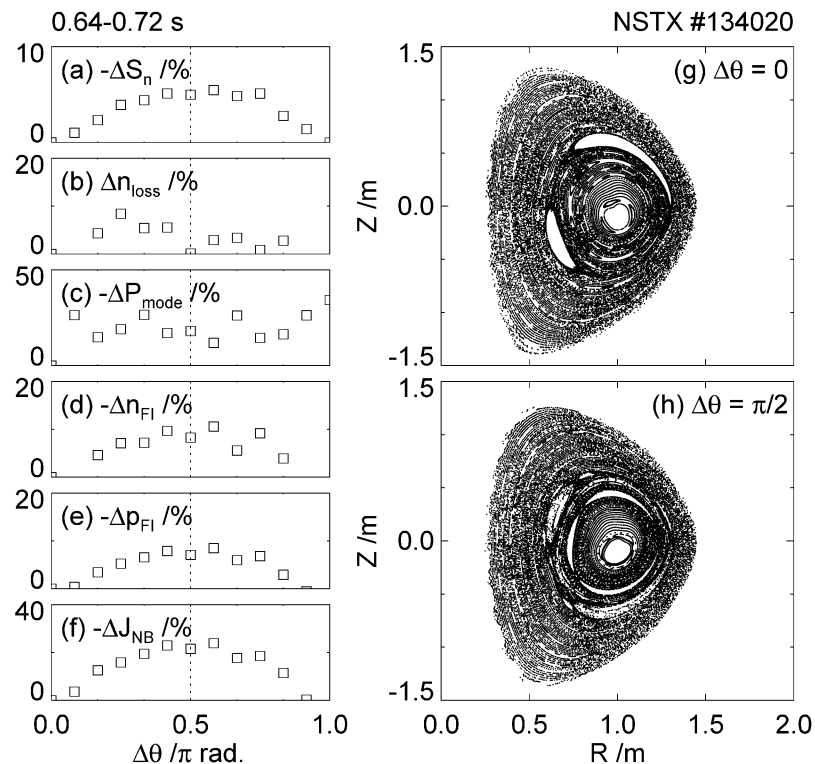 0.64-0.72 s
NSTX #134020
10
(a) -ΔSₙ /%
0
20
(b) Δn_loss /%
0
50
(c) -ΔP_mode /%
0
20
(d) -Δn_FI /%
0
20
(e) -Δp_FI /%
0
40
(f) -ΔJ_NB /%
0
0.0 0.5 1.0
Δθ /π rad.
1.5
(g) Δθ = 0
Z /m
0.0
-1.5
1.5
(h) Δθ = π/2
Z /m
0.0
-1.5
0.0 0.5 1.0 1.5 2.0
R /m